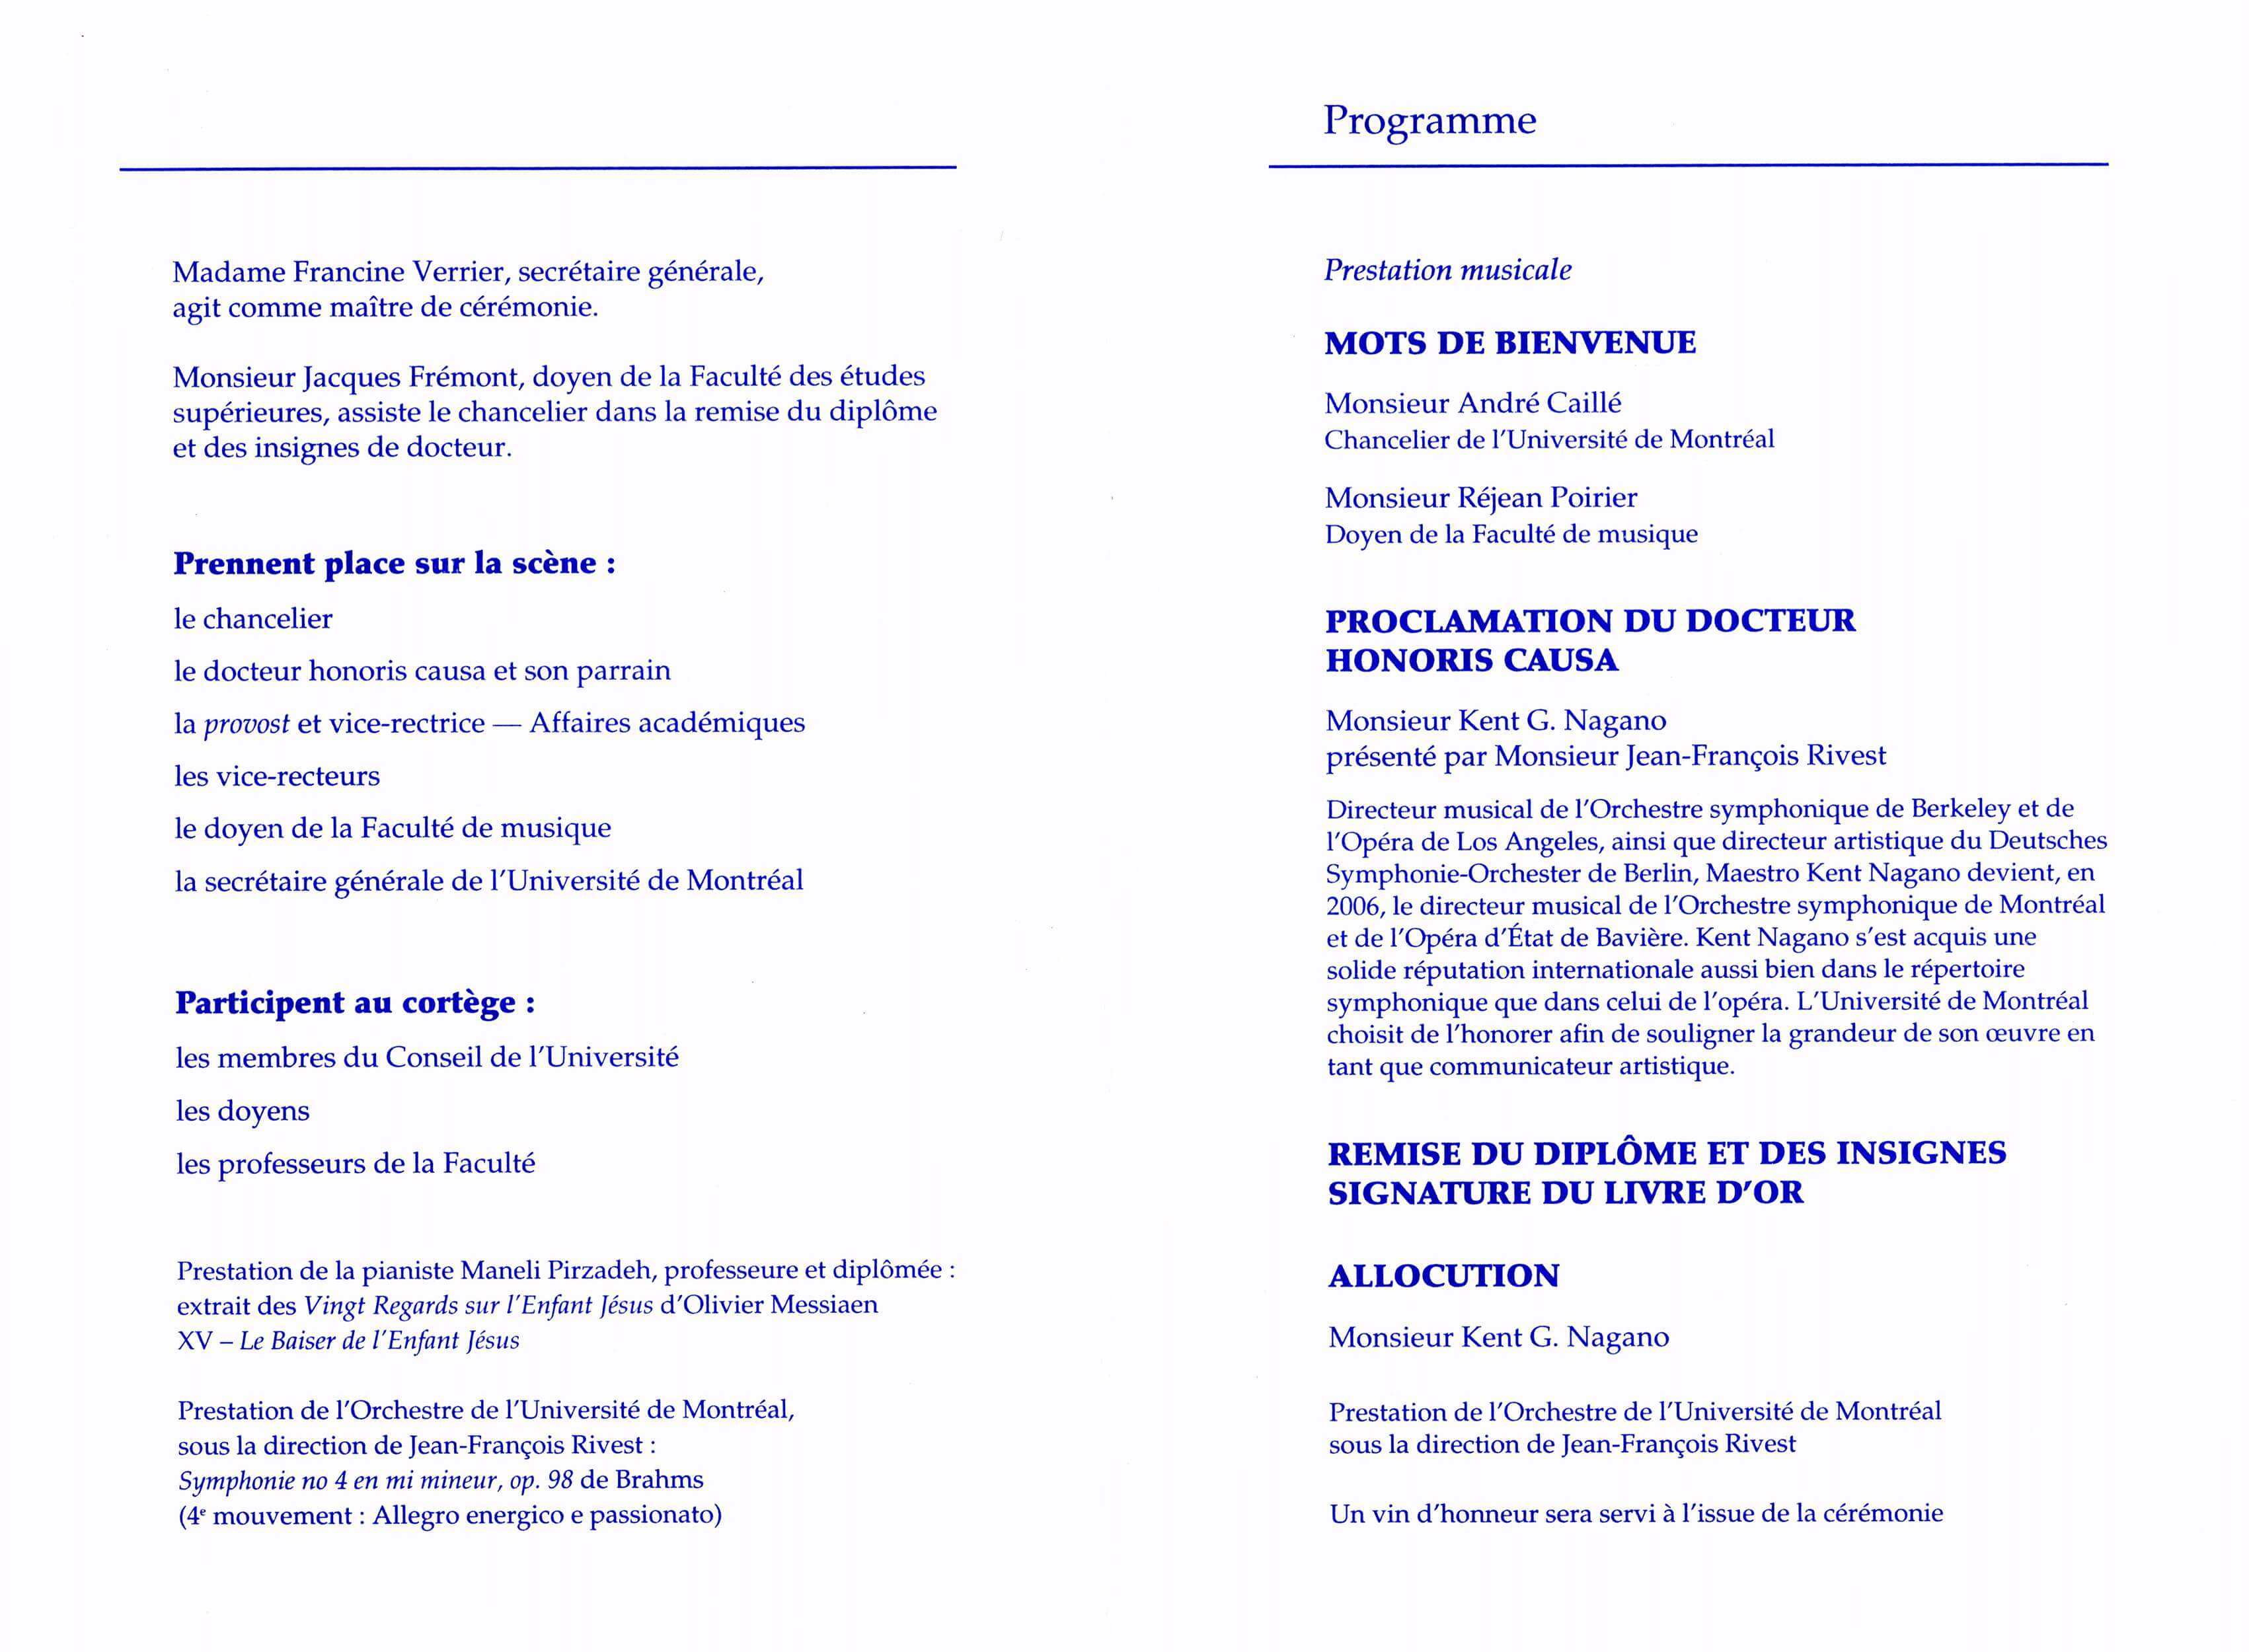 Madame Francine Verrier, secrétaire générale,
agit comme maître de cérémonie.
Monsieur Jacques Frémont, doyen de la Faculté des études
supérieures, assiste le chancelier dans la remise du diplôme
et des insignes de docteur.
Prennent place sur la scène :
le chancelier
le docteur honoris causa et son parrain
la provost et vice-rectrice — Affaires académiques
les vice-recteurs
le doyen de la Faculté de musique
la secrétaire générale de l'Université de Montréal
Participent au cortège :
les membres du Conseil de l'Université
les doyens
les professeurs de la Faculté
Prestation de la pianiste Maneli Pirzadeh, professeure et diplômée :
extrait des Vingt Regards sur l'Enfant Jésus d'Olivier Messiaen
XV – Le Baiser de l'Enfant Jésus
Prestation de l'Orchestre de l'Université de Montréal,
sous la direction de Jean-François Rivest :
Symphonie no 4 en mi mineur, op. 98 de Brahms
(4e mouvement : Allegro energico e passionato)
Programme
Prestation musicale
MOTS DE BIENVENUE
Monsieur André Caillé
Chancelier de l'Université de Montréal
Monsieur Réjean Poirier
Doyen de la Faculté de musique
PROCLAMATION DU DOCTEUR
HONORIS CAUSA
Monsieur Kent G. Nagano
présenté par Monsieur Jean-François Rivest
Directeur musical de l'Orchestre symphonique de Berkeley et de
l'Opéra de Los Angeles, ainsi que directeur artistique du Deutsches
Symphonie-Orchester de Berlin, Maestro Kent Nagano devient, en
2006, le directeur musical de l'Orchestre symphonique de Montréal
et de l'Opéra d'État de Bavière. Kent Nagano s'est acquis une
solide réputation internationale aussi bien dans le répertoire
symphonique que dans celui de l'opéra. L'Université de Montréal
choisit de l'honorer afin de souligner la grandeur de son œuvre en
tant que communicateur artistique.
REMISE DU DIPLÔME ET DES INSIGNES
SIGNATURE DU LIVRE D'OR
ALLOCUTION
Monsieur Kent G. Nagano
Prestation de l'Orchestre de l'Université de Montréal
sous la direction de Jean-François Rivest
Un vin d'honneur sera servi à l'issue de la cérémonie